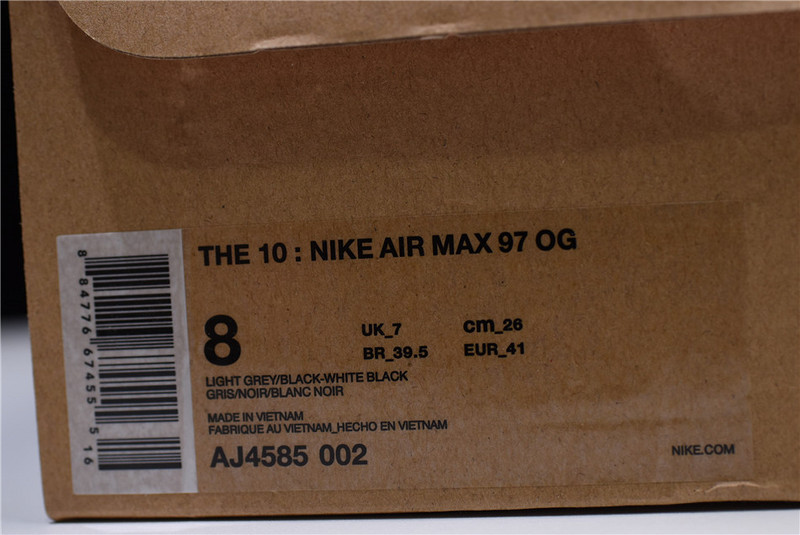 THE 10 : NIKE AIR MAX 97 OG
8
UK_7
cm_26
BR_39.5
EUR_41
LIGHT GREY/BLACK-WHITE BLACK
GRIS/NOIR/BLANC NOIR
MADE IN VIETNAM
FABRIQUE AU VIETNAM_HECHO EN VIETNAM
AJ4585 002
NIKE.COM
8 84776 67455 5 16